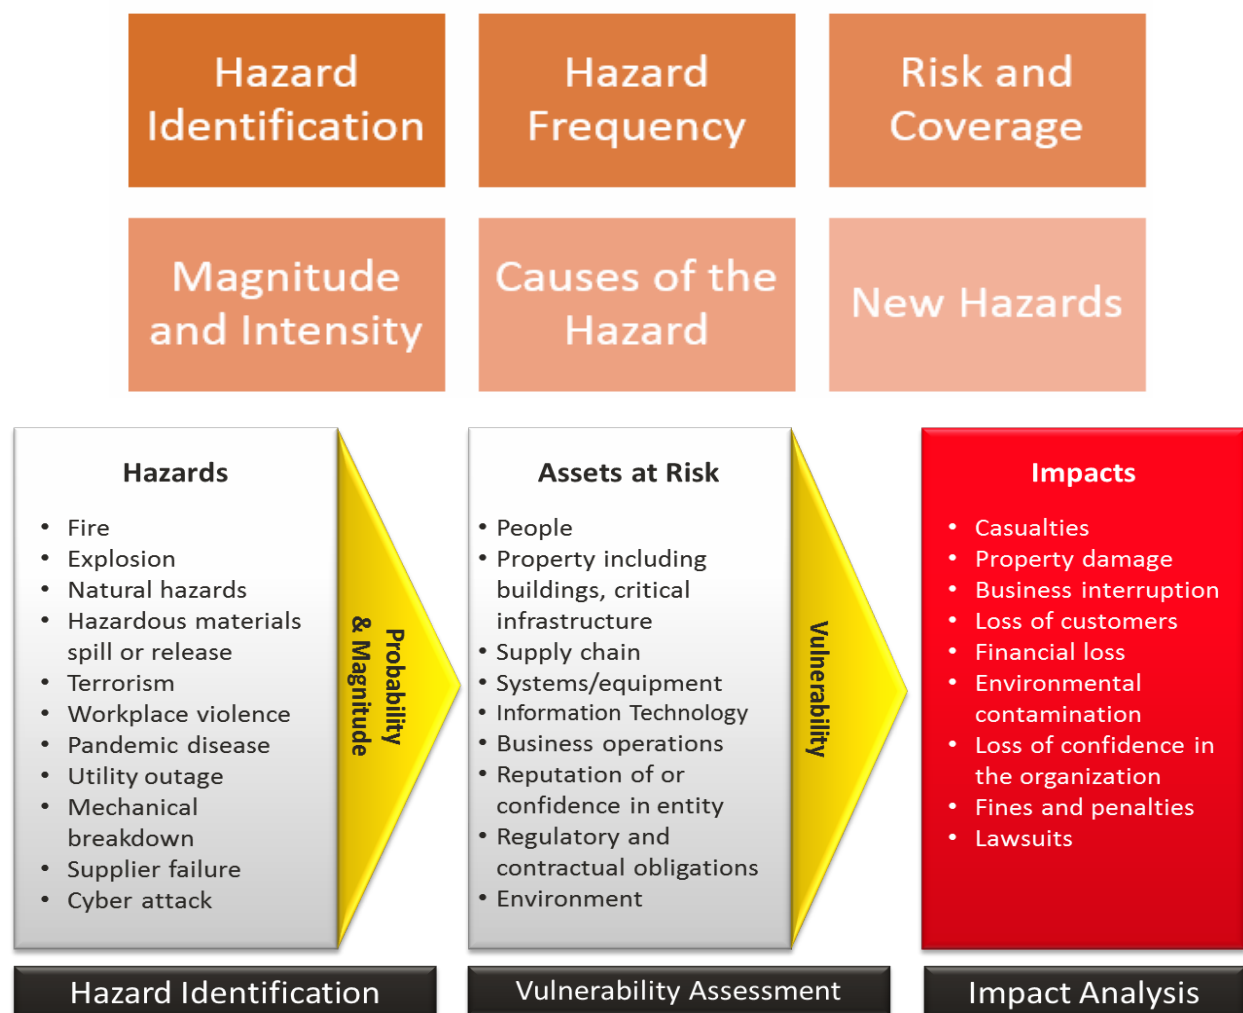 Hazard
Identification
Hazard
Frequency
Risk and
Coverage
Magnitude
and Intensity
Causes of the
Hazard
New Hazards
Hazards
• Fire
• Explosion
• Natural hazards
• Hazardous materials
spill or release
• Terrorism
• Workplace violence
• Pandemic disease
• Utility outage
• Mechanical
breakdown
• Supplier failure
• Cyber attack
Probability
& Magnitude
Assets at Risk
• People
• Property including
buildings, critical
infrastructure
• Supply chain
• Systems/equipment
• Information Technology
• Business operations
• Reputation of or
confidence in entity
• Regulatory and
contractual obligations
• Environment
Vulnerability
Impacts
• Casualties
• Property damage
• Business interruption
• Loss of customers
• Financial loss
• Environmental
contamination
• Loss of confidence in
the organization
• Fines and penalties
• Lawsuits
Hazard Identification
Vulnerability Assessment
Impact Analysis